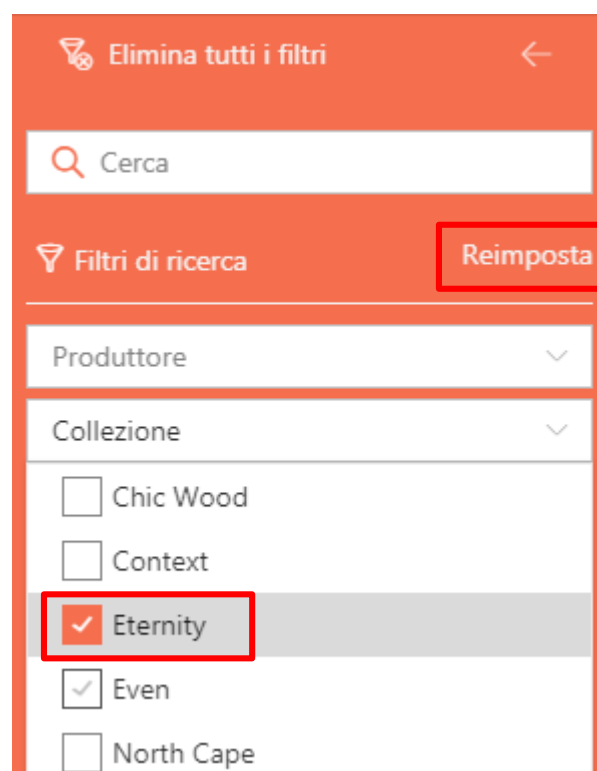 Elimina tutti i filtri
Cerca
Filtri di ricerca Reimposta
Produttore
Collezione
Chic Wood
Context
Eternity
Even
North Cape